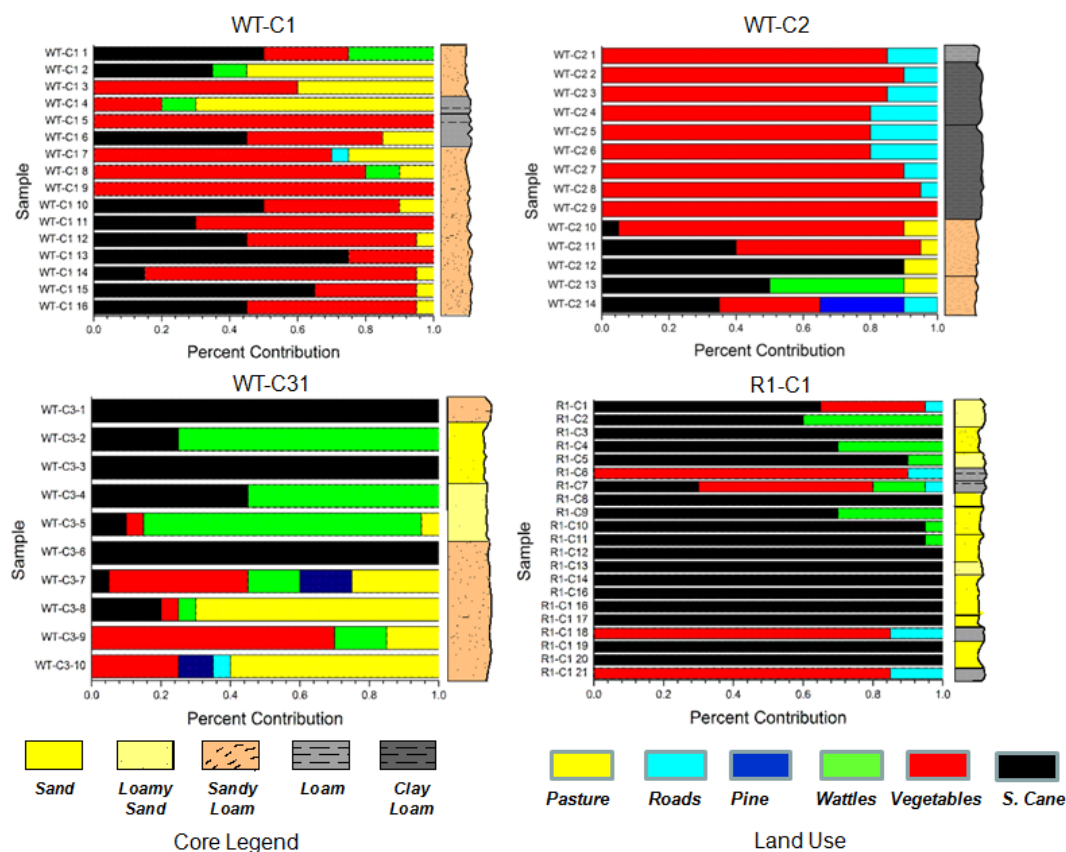 WT-C1
WT-C1 1
WT-C1 2
WT-C1 3
WT-C1 4
WT-C1 5
WT-C1 6
WT-C1 7
WT-C1 8
WT-C1 9
WT-C1 10
WT-C1 11
WT-C1 12
WT-C1 13
WT-C1 14
WT-C1 15
WT-C1 16
Sample
0.0 0.2 0.4 0.6 0.8 1.0
Percent Contribution
WT-C2
WT-C2 1
WT-C2 2
WT-C2 3
WT-C2 4
WT-C2 5
WT-C2 6
WT-C2 7
WT-C2 8
WT-C2 9
WT-C2 10
WT-C2 11
WT-C2 12
WT-C2 13
WT-C2 14
Sample
0.0 0.2 0.4 0.6 0.8 1.0
Percent Contribution
WT-C31
WT-C3-1
WT-C3-2
WT-C3-3
WT-C3-4
WT-C3-5
WT-C3-6
WT-C3-7
WT-C3-8
WT-C3-9
WT-C3-10
Sample
0.0 0.2 0.4 0.6 0.8 1.0
Percent Contribution
R1-C1
R1-C1
R1-C2
R1-C3
R1-C4
R1-C5
R1-C6
R1-C7
R1-C8
R1-C9
R1-C10
R1-C11
R1-C12
R1-C13
R1-C14
R1-C16
R1-C1 16
R1-C1 17
R1-C1 18
R1-C1 19
R1-C1 20
R1-C1 21
Sample
0.0 0.2 0.4 0.6 0.8 1.0
Percent Contribution
Sand
Loamy
Sand
Sandy
Loam
Loam
Clay
Loam
Core Legend
Pasture
Roads
Pine
Wattles
Vegetables
S. Cane
Land Use